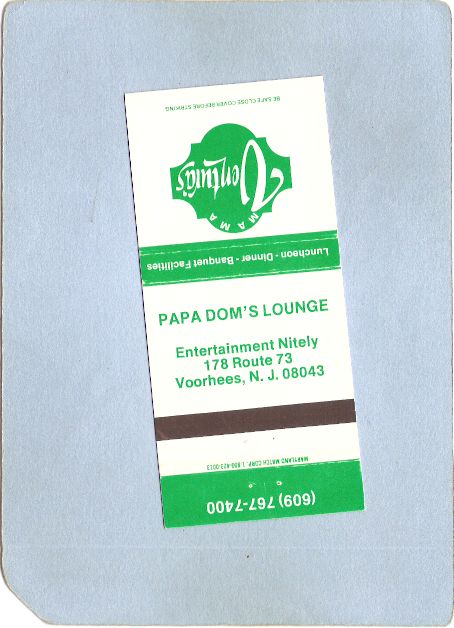 BE SAFE CLOSE COVER BEFORE STRIKING
MAMA
Ventura's
Luncheon - Dinner - Banquet Facilities
PAPA DOM'S LOUNGE
Entertainment Nitely
178 Route 73
Voorhees, N. J. 08043
MARYLAND MATCH CORP. 1-800-423-0013
(609) 767-7400